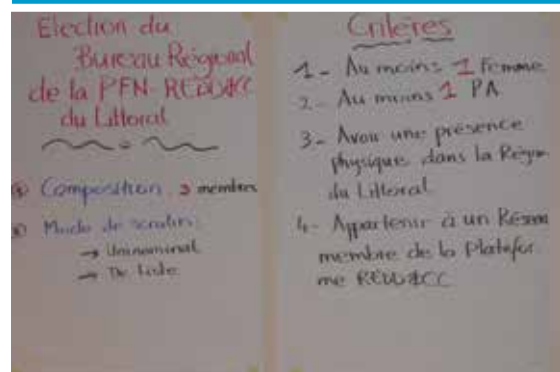 Election du
Bureau Régional
de la PFN-REDD&CC
du Littoral
Composition 3 membres
Mode de scrutin:
→ Uninominal
→ De liste
Critères
1- Au moins 1 femme
2- Au moins 1 PA
3- Avoir une présence
physique dans la Région
du Littoral
4- Appartenir à un Réseau
membre de la Platefor
me REDD&CC